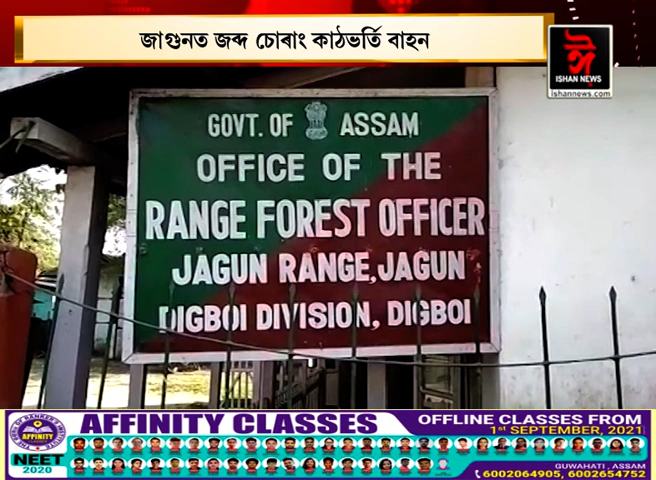 জাগুনত জব্দ চোৰাং কাঠভৰ্তি বাহন
ঈ
ISHAN NEWS
ishannews.com
GOVT. OF ASSAM
OFFICE OF THE
RANGE FOREST OFFICER
JAGUN RANGE, JAGUN
DIGBOI DIVISION, DIGBOI
AFFINITY
NEET
2020
AFFINITY CLASSES
OFFLINE CLASSES FROM
1ST SEPTEMBER, 2021
GUWAHATI, ASSAM
6002064905, 6002654752